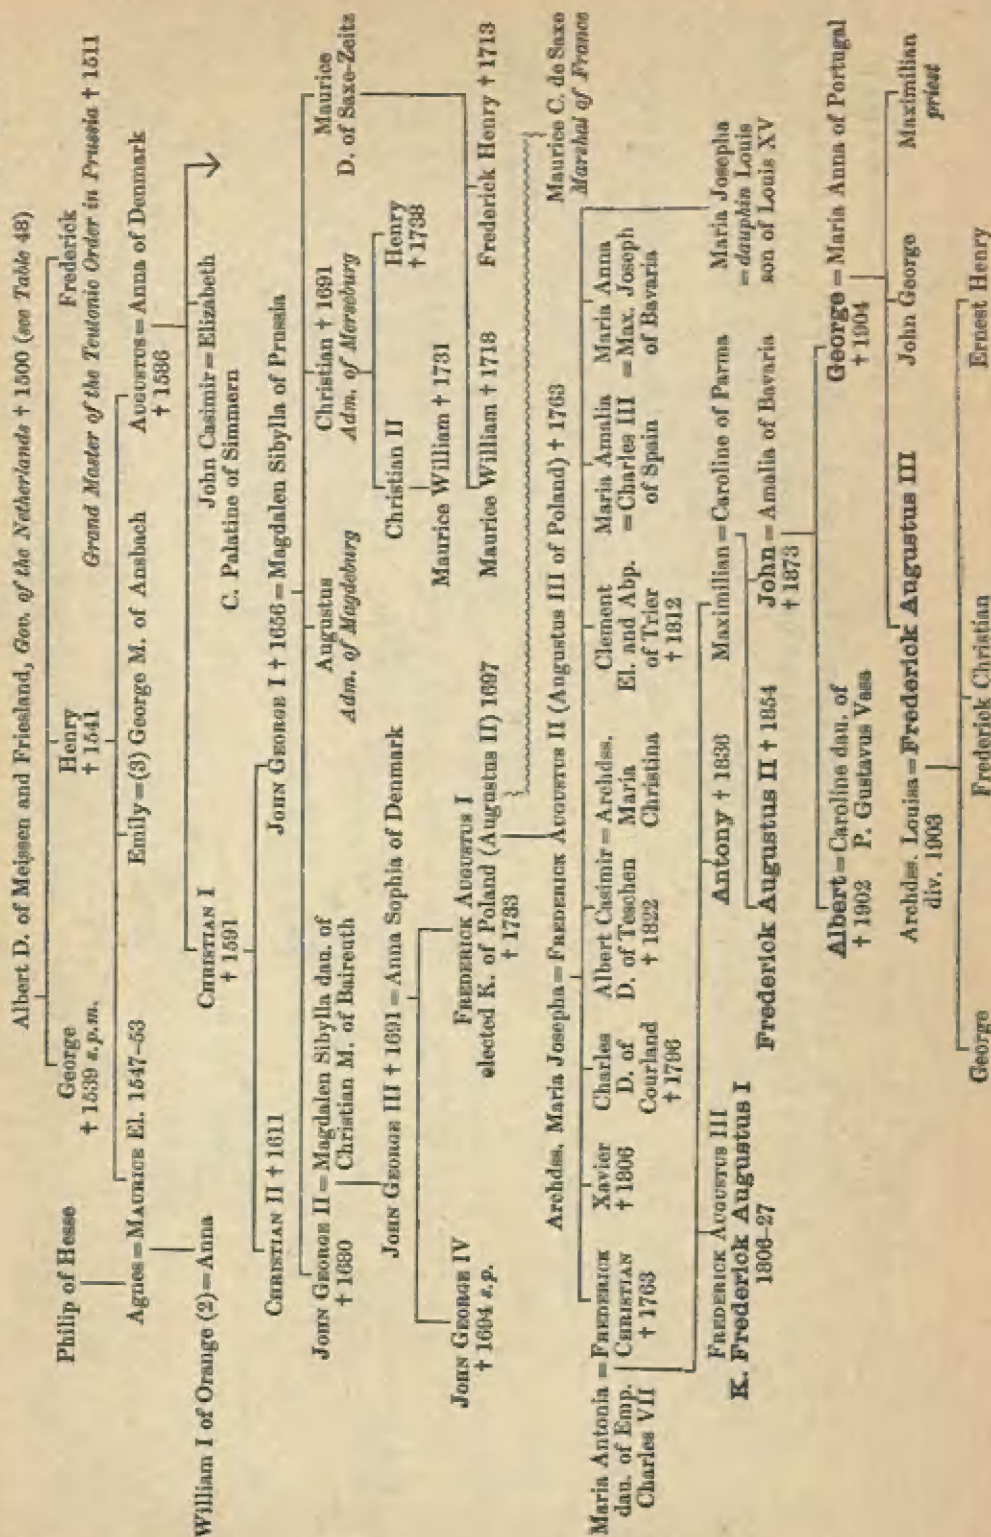 Albert D. of Meissen and Friesland, Gov. of the Netherlands † 1500 (see Table 48)
Philip of Hesse
George
† 1539 s.p.m.
Henry
† 1541
Frederick
Grand Master of the Teutonic Order in Prussia † 1511
Agnes = MAURICE El. 1547–53
Emily = (3) George M. of Ansbach
AUGUSTUS = Anna of Denmark
† 1586
William I of Orange (2) = Anna
CHRISTIAN I
† 1591
John Casimir = Elizabeth
C. Palatine of Simmern
CHRISTIAN II † 1611
JOHN GEORGE I † 1656 = Magdalen Sibylla of Prussia
JOHN GEORGE II = Magdalen Sibylla dau. of
† 1680 Christian M. of Baireuth
Augustus
Adm. of Magdeburg
Christian † 1691
Adm. of Merseburg
Maurice
D. of Saxe-Zeitz
JOHN GEORGE III † 1691 = Anna Sophia of Denmark
Christian II
Henry
† 1738
Maurice William † 1731
JOHN GEORGE IV
† 1694 s.p.
FREDERICK AUGUSTUS I
elected K. of Poland (Augustus II) 1697
† 1733
Maurice William † 1718
Frederick Henry † 1713
Archdss. Maria Josepha = FREDERICK AUGUSTUS II (Augustus III of Poland) † 1763
Maurice C. de Saxe
Marshal of France
Maria Antonia = FREDERICK
dau. of Emp. CHRISTIAN
Charles VII † 1763
Xavier
† 1806
Charles
D. of
Courland
† 1796
Albert Casimir = Archdss.
D. of Teschen Maria
† 1822 Christina
Clement
El. and Abp.
of Trier
† 1812
Maria Amalia
= Charles III
of Spain
Maria Anna
= Max. Joseph
of Bavaria
Maria Josepha
= dauphin Louis
son of Louis XV
FREDERICK AUGUSTUS III
K. Frederick Augustus I
1806–27
Antony † 1836
Maximilian = Caroline of Parma
Frederick Augustus II † 1854
John = Amalia of Bavaria
† 1873
Albert = Caroline dau. of
† 1902 P. Gustavus Vasa
George = Maria Anna of Portugal
† 1904
Archdss. Louisa = Frederick Augustus III
div. 1903
John George
Maximilian
priest
George
Frederick Christian
Ernest Henry